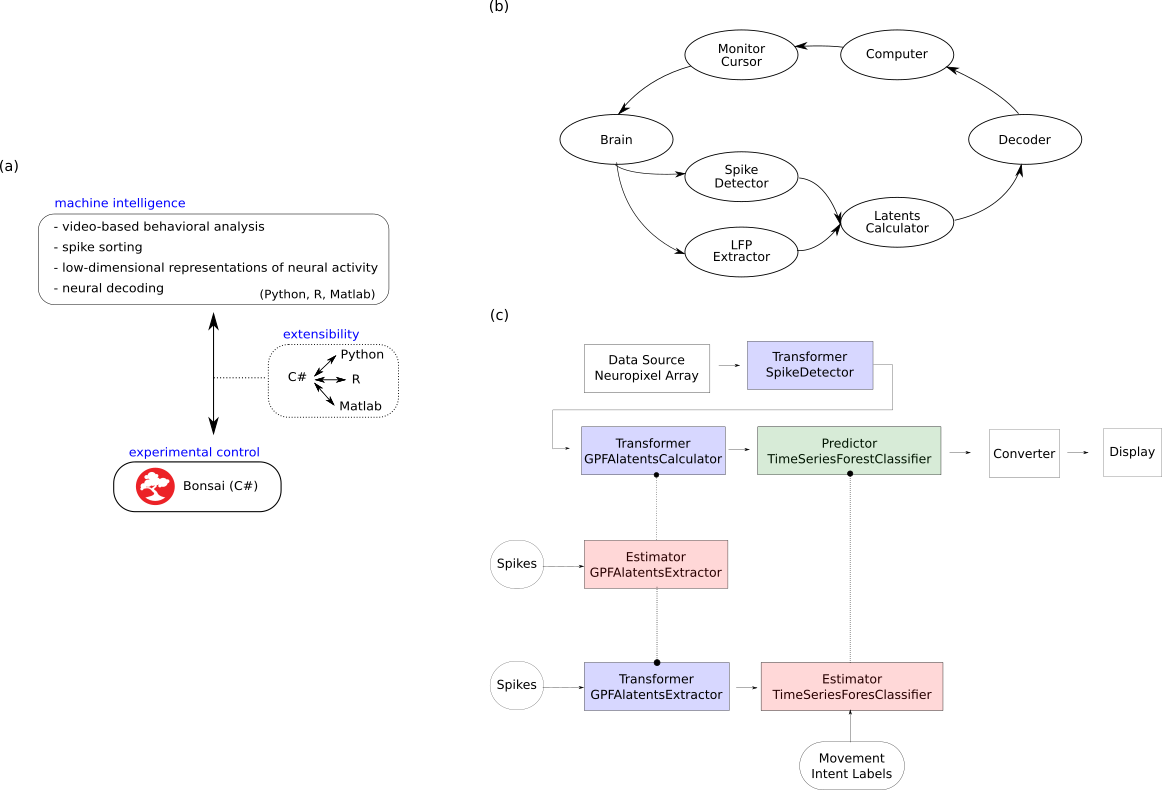 (a)
machine intelligence
- video-based behavioral analysis
- spike sorting
- low-dimensional representations of neural activity
- neural decoding
(Python, R, Matlab)
extensibility
C#
Python
R
Matlab
experimental control
Bonsai (C#)
(b)
Monitor
Cursor
Computer
Brain
Decoder
Spike
Detector
Latents
Calculator
LFP
Extractor
(c)
Data Source
Neuropixel Array
Transformer
SpikeDetector
Transformer
GPFAlatentsCalculator
Predictor
TimeSeriesForestClassifier
Converter
Display
Spikes
Estimator
GPFAlatentsExtractor
Spikes
Transformer
GPFAlatentsExtractor
Estimator
TimeSeriesForesClassifier
Movement
Intent Labels